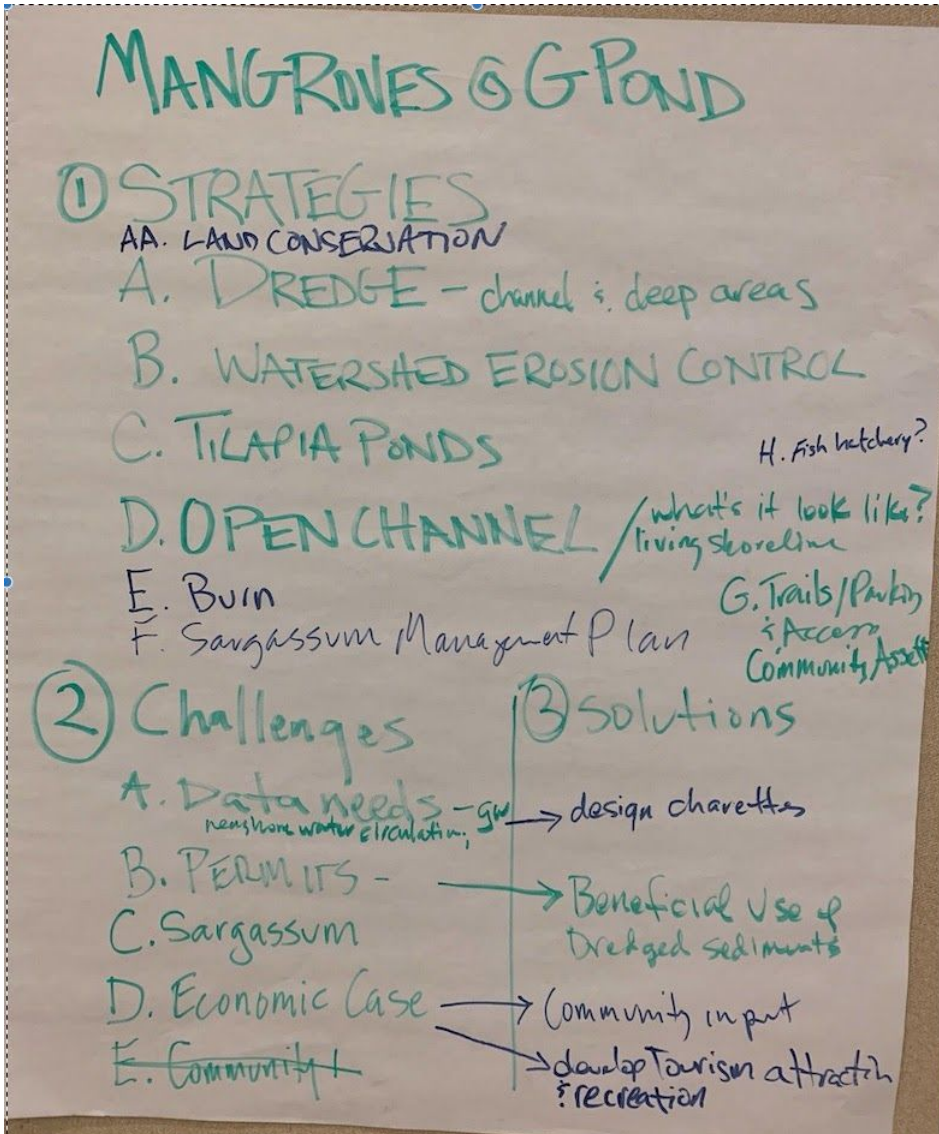 MANGROVES @ G POND
① STRATEGIES
AA. LAND CONSERVATION
A. DREDGE - channel & deep areas
B. WATERSHED EROSION CONTROL
C. TILAPIA PONDS
H. Fish hatchery?
D. OPEN CHANNEL / what's it look like?
living shoreline
E. Burn
G. Trails/Parking
& Access
Community Asset
F. Sargassum Management Plan
② Challenges
A. Data needs - gw
nearshore water circulation,
B. PERMITS -
C. Sargassum
D. Economic Case
E. Community +
③ Solutions
→ design charettes
→ Beneficial Use of
Dredged sediments
→ Community input
→ develop Tourism attractin
& recreation